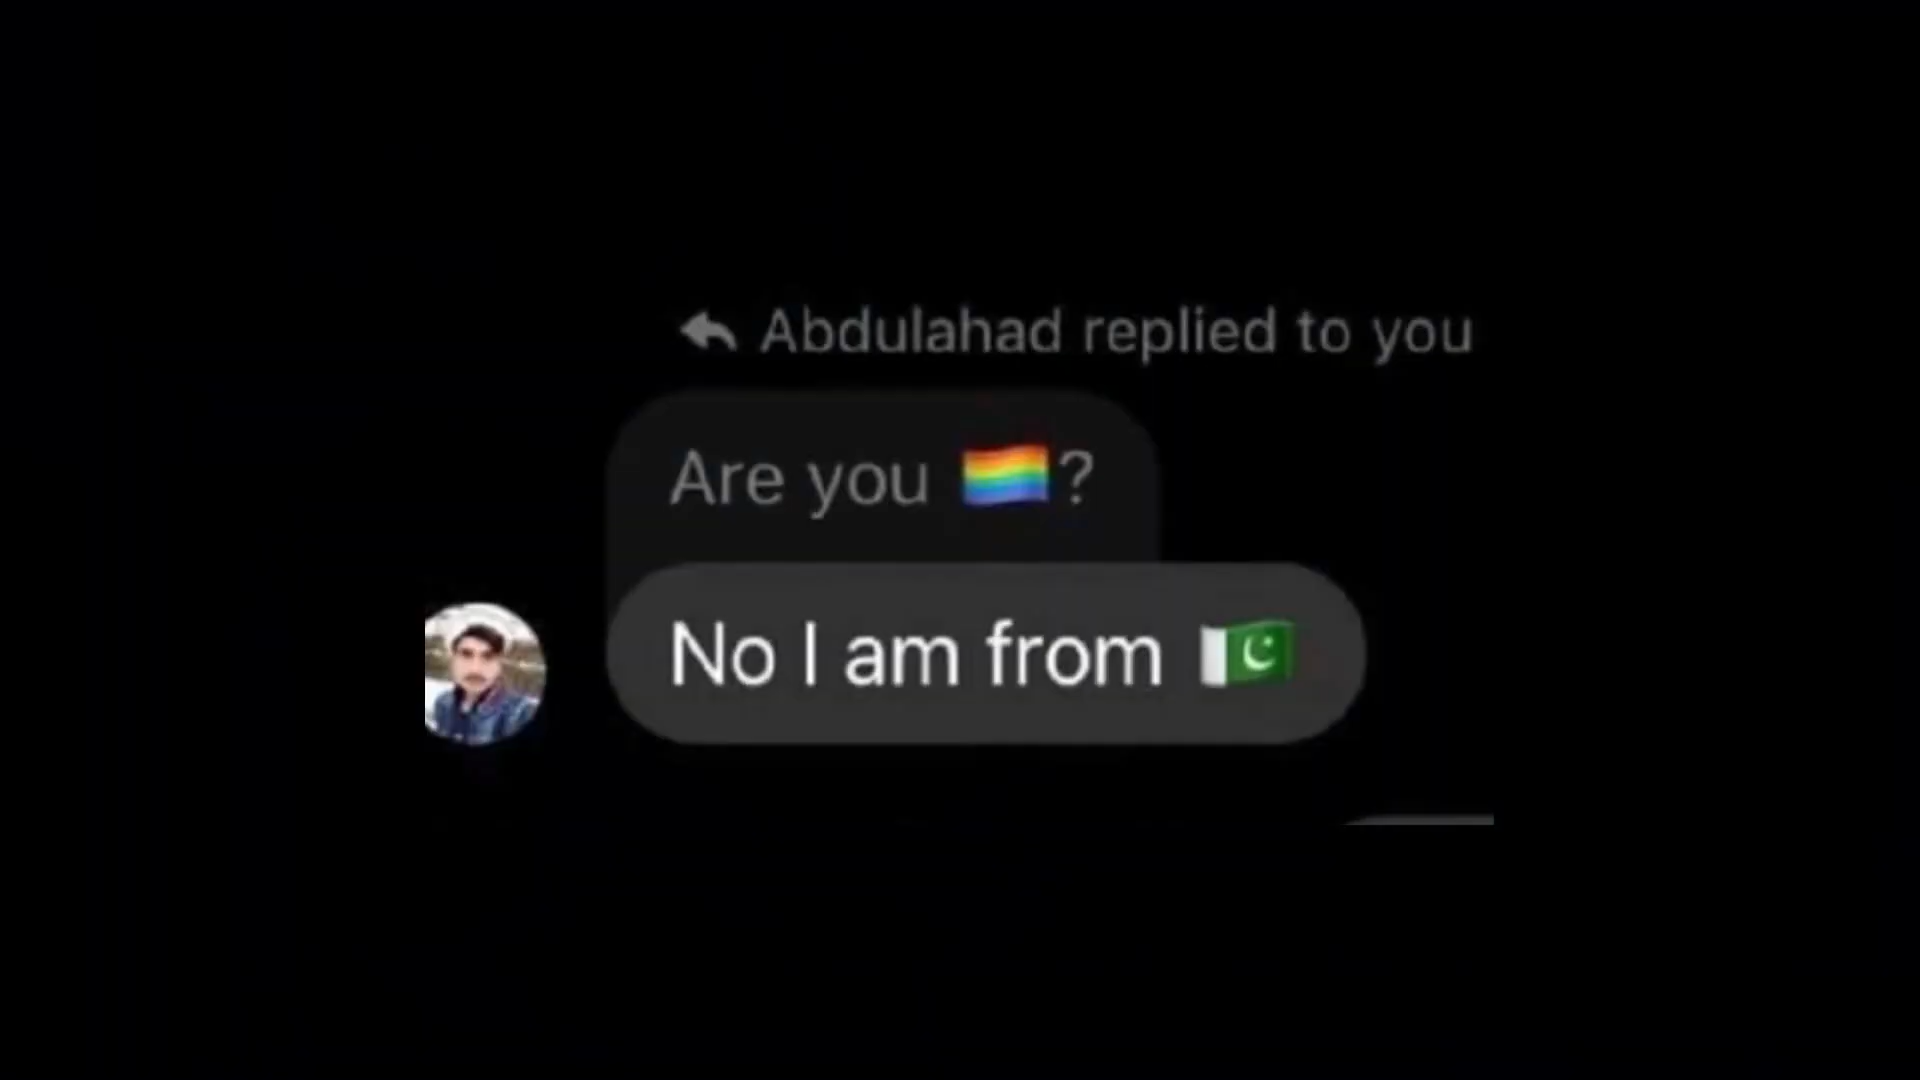 Abdulahad replied to you
Are you 🏳️‍🌈?
No I am from 🇵🇰